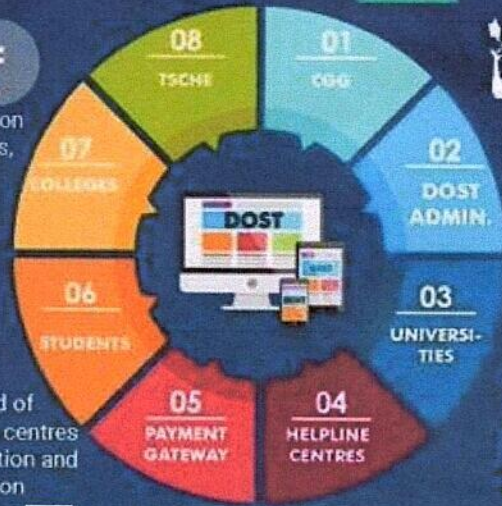 on
s,
08
TSCHE
01
CGG
07
COLLEGES
02
DOST
ADMIN.
DOST
06
STUDENTS
03
UNIVERSI-
TIES
05
PAYMENT
GATEWAY
04
HELPLINE
CENTRES
d of
centres
tion and
on